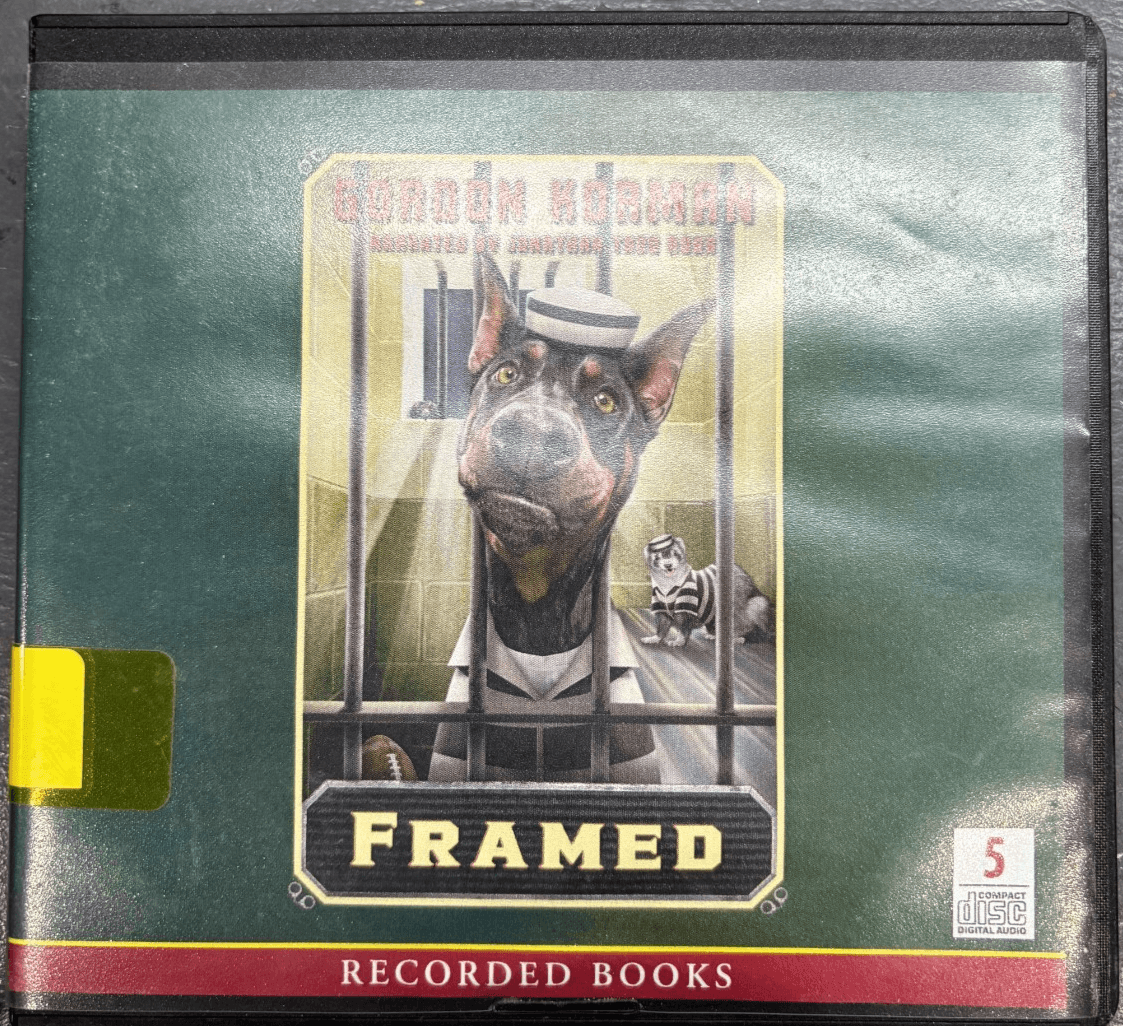 GORDON KORMAN
FRAMED
5
COMPACT
disc
DIGITAL AUDIO
RECORDED BOOKS